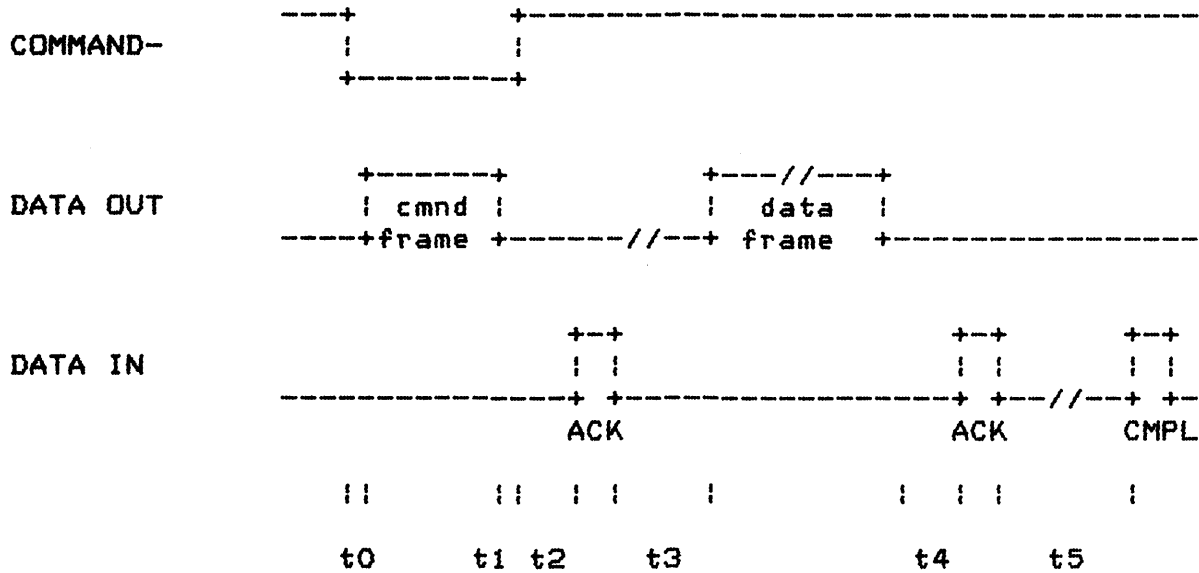 COMMAND-
DATA OUT
cmnd
frame
data
frame
DATA IN
ACK
ACK
CMPL
t0 t1 t2 t3 t4 t5